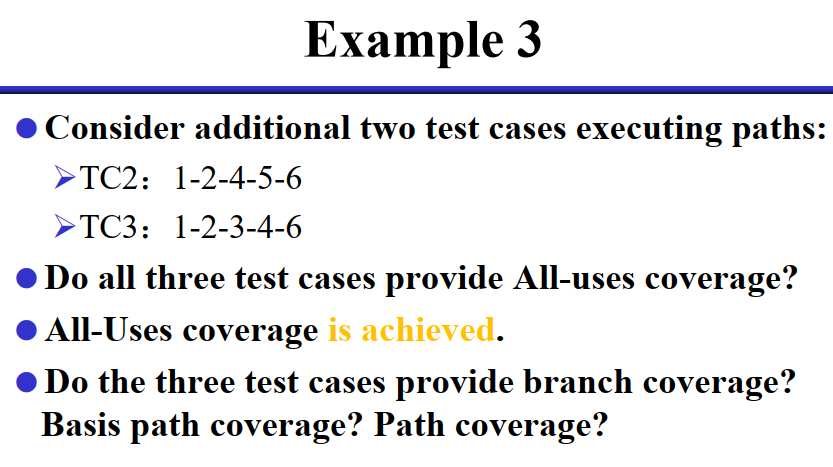 Example 3
Consider additional two test cases executing paths:
TC2：1-2-4-5-6
TC3：1-2-3-4-6
Do all three test cases provide All-uses coverage?
All-Uses coverage is achieved.
Do the three test cases provide branch coverage?
Basis path coverage? Path coverage?